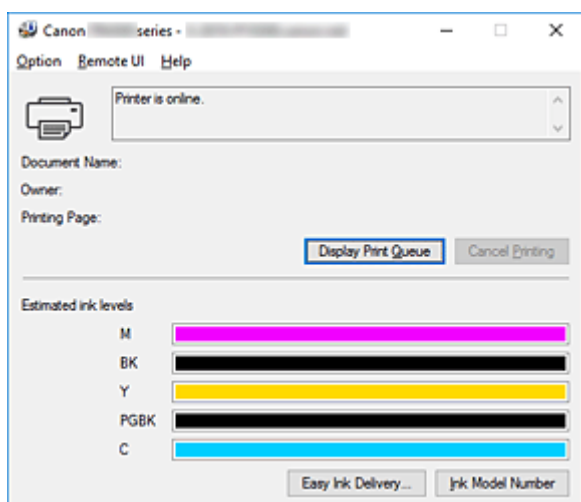 Canon series -
Option Remote UI Help
Printer is online.
Document Name:
Owner:
Printing Page:
Display Print Queue Cancel Printing
Estimated ink levels
M
BK
Y
PGBK
C
Easy Ink Delivery... Ink Model Number